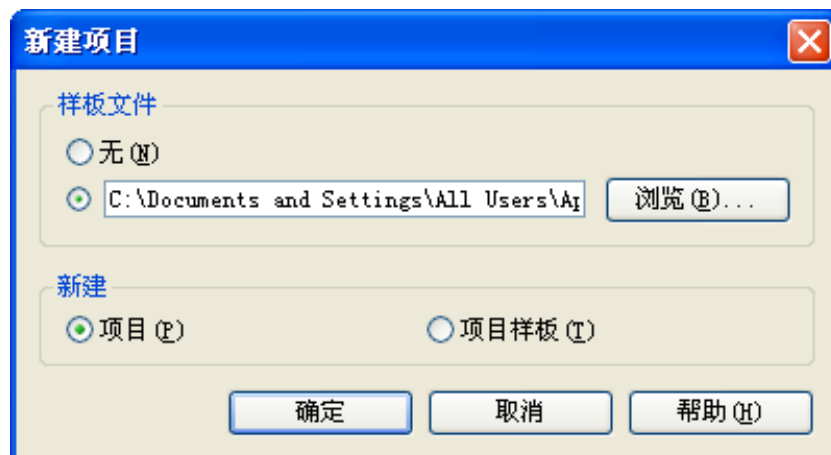 新建项目
样板文件
无(N)
C:\Documents and Settings\All Users\Ap
浏览(B)...
新建
项目(P)
项目样板(T)
确定
取消
帮助(H)